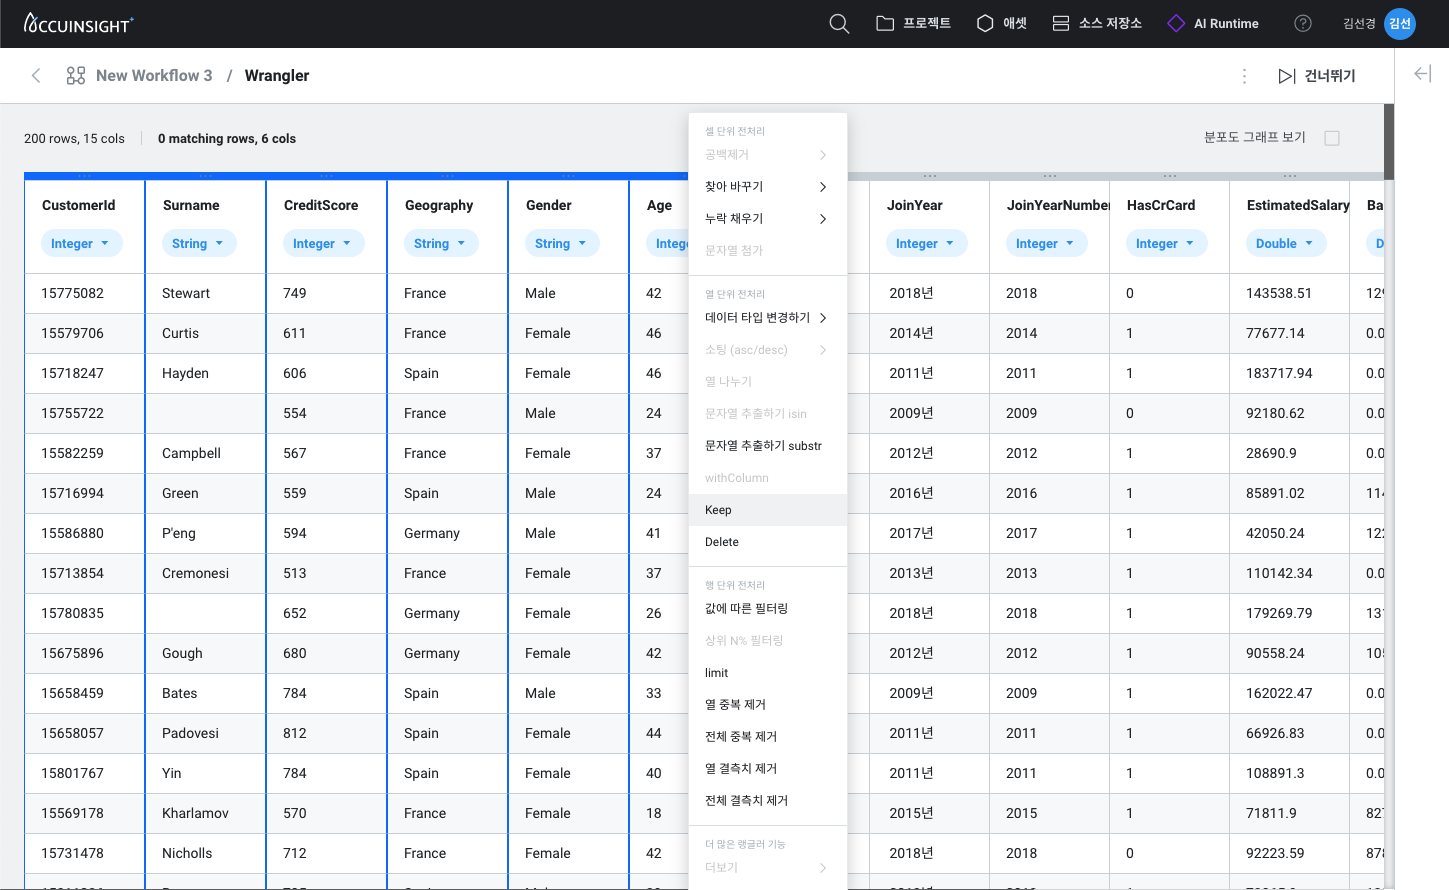 ACCUINSIGHT+
프로젝트
애셋
소스 저장소
AI Runtime
김선경
김선
New Workflow 3 / Wrangler
건너뛰기
200 rows, 15 cols
0 matching rows, 6 cols
분포도 그래프 보기
CustomerId Surname CreditScore Geography Gender Age JoinYear JoinYearNumber HasCrCard EstimatedSalary Ba
Integer String Integer String String Intege Integer Integer Integer Double D
15775082 Stewart 749 France Male 42 2018년 2018 0 143538.51 129
15579706 Curtis 611 France Female 46 2014년 2014 1 77677.14 0.0
15718247 Hayden 606 Spain Female 46 2011년 2011 1 183717.94 0.0
15755722 554 France Male 24 2009년 2009 0 92180.62 0.0
15582259 Campbell 567 France Female 37 2012년 2012 1 28690.9 0.0
15716994 Green 559 Spain Male 24 2016년 2016 1 85891.02 114
15586880 P'eng 594 Germany Male 41 2017년 2017 1 42050.24 122
15713854 Cremonesi 513 France Female 37 2013년 2013 1 110142.34 0.0
15780835 652 Germany Female 26 2018년 2018 1 179269.79 131
15675896 Gough 680 Germany Female 42 2012년 2012 1 90558.24 105
15658459 Bates 784 Spain Male 33 2009년 2009 1 162022.47 0.0
15658057 Padovesi 812 Spain Female 44 2011년 2011 1 66926.83 0.0
15801767 Yin 784 Spain Female 40 2011년 2011 1 108891.3 0.0
15569178 Kharlamov 570 France Female 18 2015년 2015 1 71811.9 827
15731478 Nicholls 712 France Female 42 2018년 2018 0 92223.59 878
셀 단위 전처리
공백제거
찾아 바꾸기
누락 채우기
문자열 첨가
열 단위 전처리
데이터 타입 변경하기
소팅 (asc/desc)
열 나누기
문자열 추출하기 isin
문자열 추출하기 substr
withColumn
Keep
Delete
행 단위 전처리
값에 따른 필터링
상위 N% 필터링
limit
열 중복 제거
전체 중복 제거
열 결측치 제거
전체 결측치 제거
더 많은 랭글러 기능
더보기